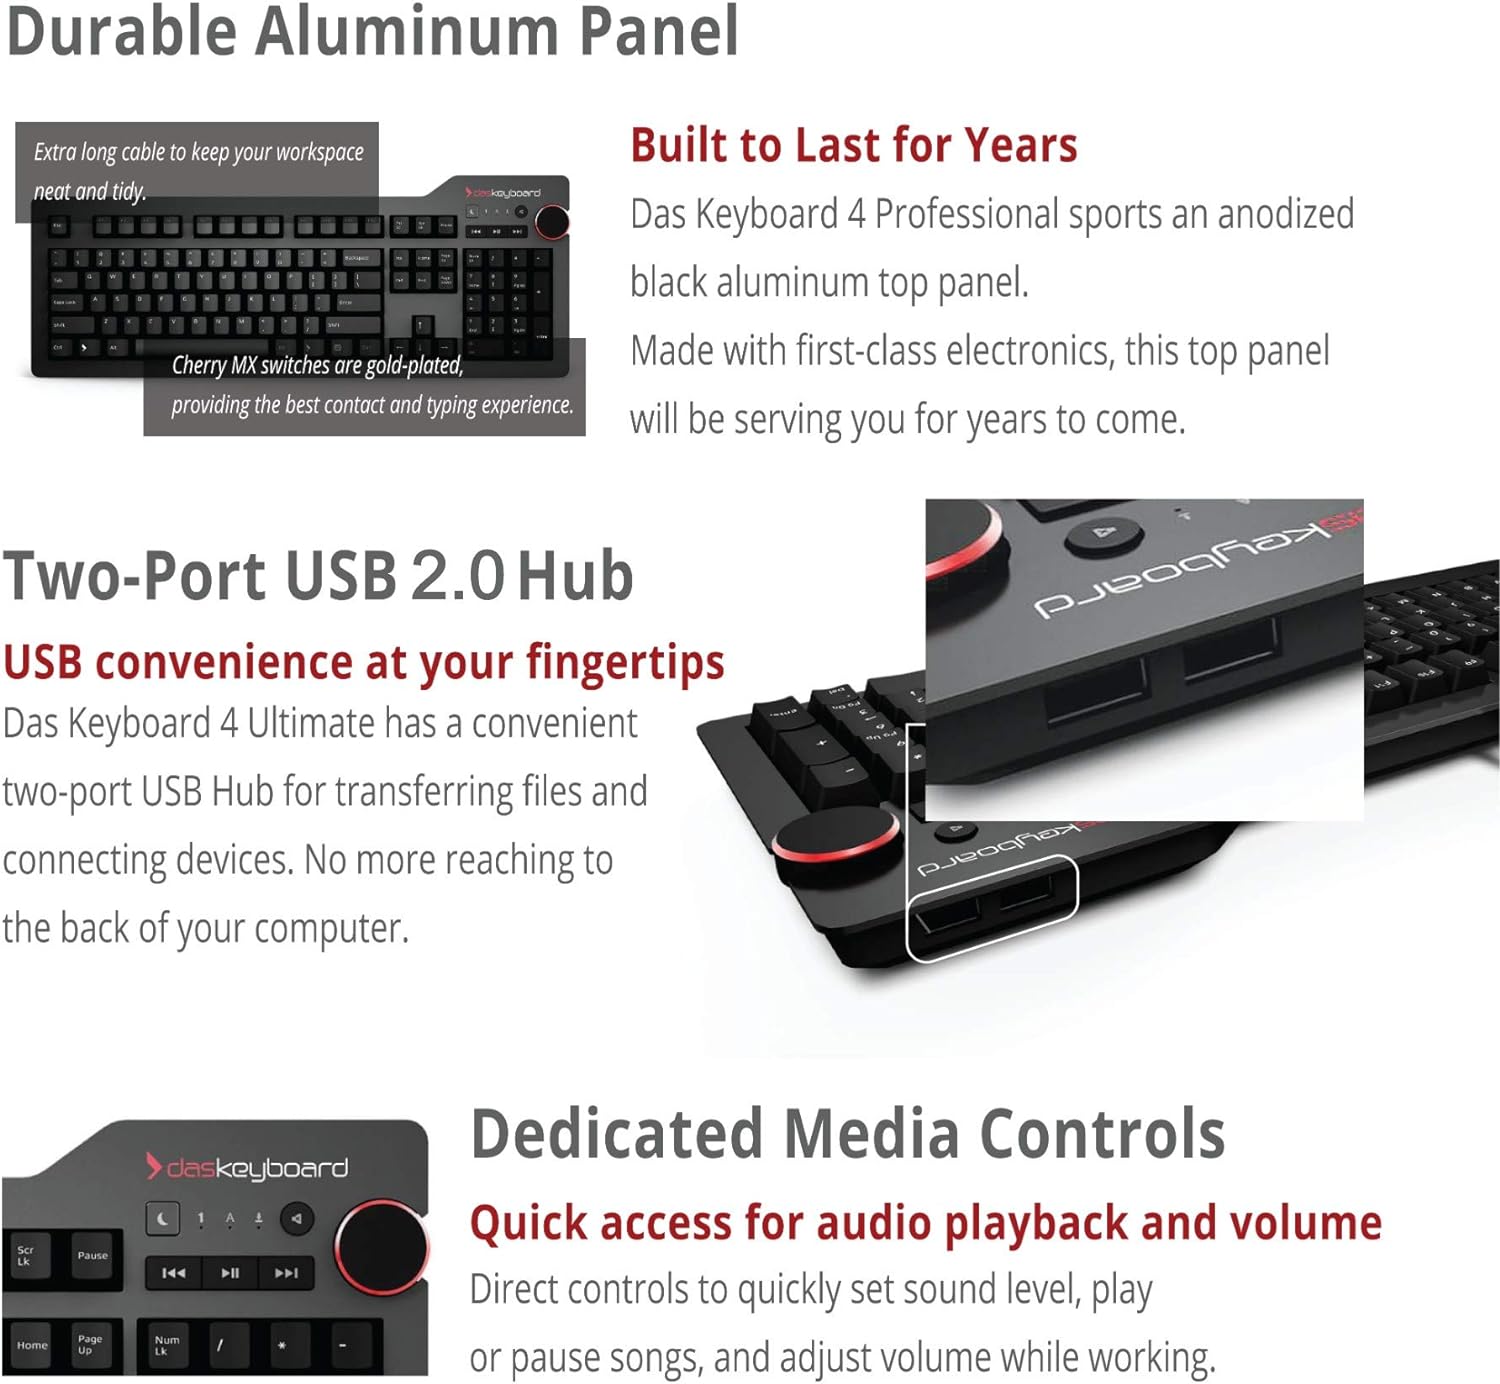 Durable Aluminum Panel
Extra long cable to keep your workspace
neat and tidy.
daskeyboard
Cherry MX switches are gold-plated,
providing the best contact and typing experience.
Built to Last for Years
Das Keyboard 4 Professional sports an anodized
black aluminum top panel.
Made with first-class electronics, this top panel
will be serving you for years to come.
Two-Port USB 2.0 Hub
USB convenience at your fingertips
Das Keyboard 4 Ultimate has a convenient
two-port USB Hub for transferring files and
connecting devices. No more reaching to
the back of your computer.
daskeyboard
daskeyboard
Dedicated Media Controls
Quick access for audio playback and volume
Direct controls to quickly set sound level, play
or pause songs, and adjust volume while working.
daskeyboard
1 A
Scr Lk
Pause
Home
Page Up
Num Lk
/
*
-